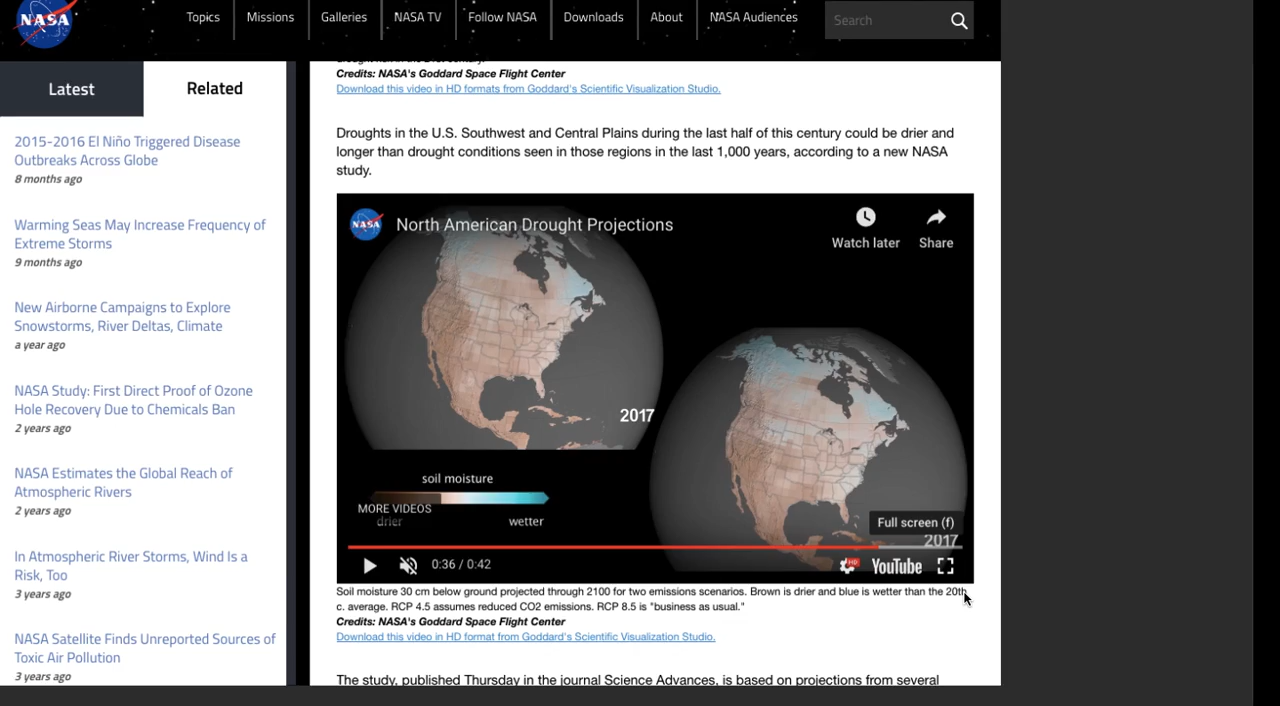 NASA
Topics
Missions
Galleries
NASA TV
Follow NASA
Downloads
About
NASA Audiences
Search
Latest
Related
2015-2016 El Niño Triggered Disease
Outbreaks Across Globe
8 months ago
Warming Seas May Increase Frequency of
Extreme Storms
9 months ago
New Airborne Campaigns to Explore
Snowstorms, River Deltas, Climate
a year ago
NASA Study: First Direct Proof of Ozone
Hole Recovery Due to Chemicals Ban
2 years ago
NASA Estimates the Global Reach of
Atmospheric Rivers
2 years ago
In Atmospheric River Storms, Wind Is a
Risk, Too
3 years ago
NASA Satellite Finds Unreported Sources of
Toxic Air Pollution
3 years ago
Credits: NASA's Goddard Space Flight Center
Download this video in HD formats from Goddard's Scientific Visualization Studio.
Droughts in the U.S. Southwest and Central Plains during the last half of this century could be drier and
longer than drought conditions seen in those regions in the last 1,000 years, according to a new NASA
study.
NASA
North American Drought Projections
Watch later
Share
2017
soil moisture
MORE VIDEOS
drier
wetter
Full screen (f)
2017
0:36 / 0:42
HD
YouTube
Soil moisture 30 cm below ground projected through 2100 for two emissions scenarios. Brown is drier and blue is wetter than the 20th
c. average. RCP 4.5 assumes reduced CO2 emissions. RCP 8.5 is "business as usual."
Credits: NASA's Goddard Space Flight Center
Download this video in HD format from Goddard's Scientific Visualization Studio.
The study, published Thursday in the journal Science Advances, is based on projections from several